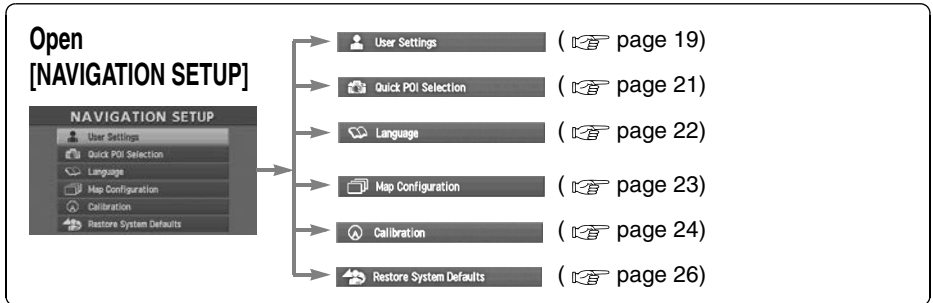 Open
[NAVIGATION SETUP]
NAVIGATION SETUP
User Settings
Quick POI Selection
Language
Map Configuration
Calibration
Restore System Defaults
User Settings ( page 19)
Quick POI Selection ( page 21)
Language ( page 22)
Map Configuration ( page 23)
Calibration ( page 24)
Restore System Defaults ( page 26)